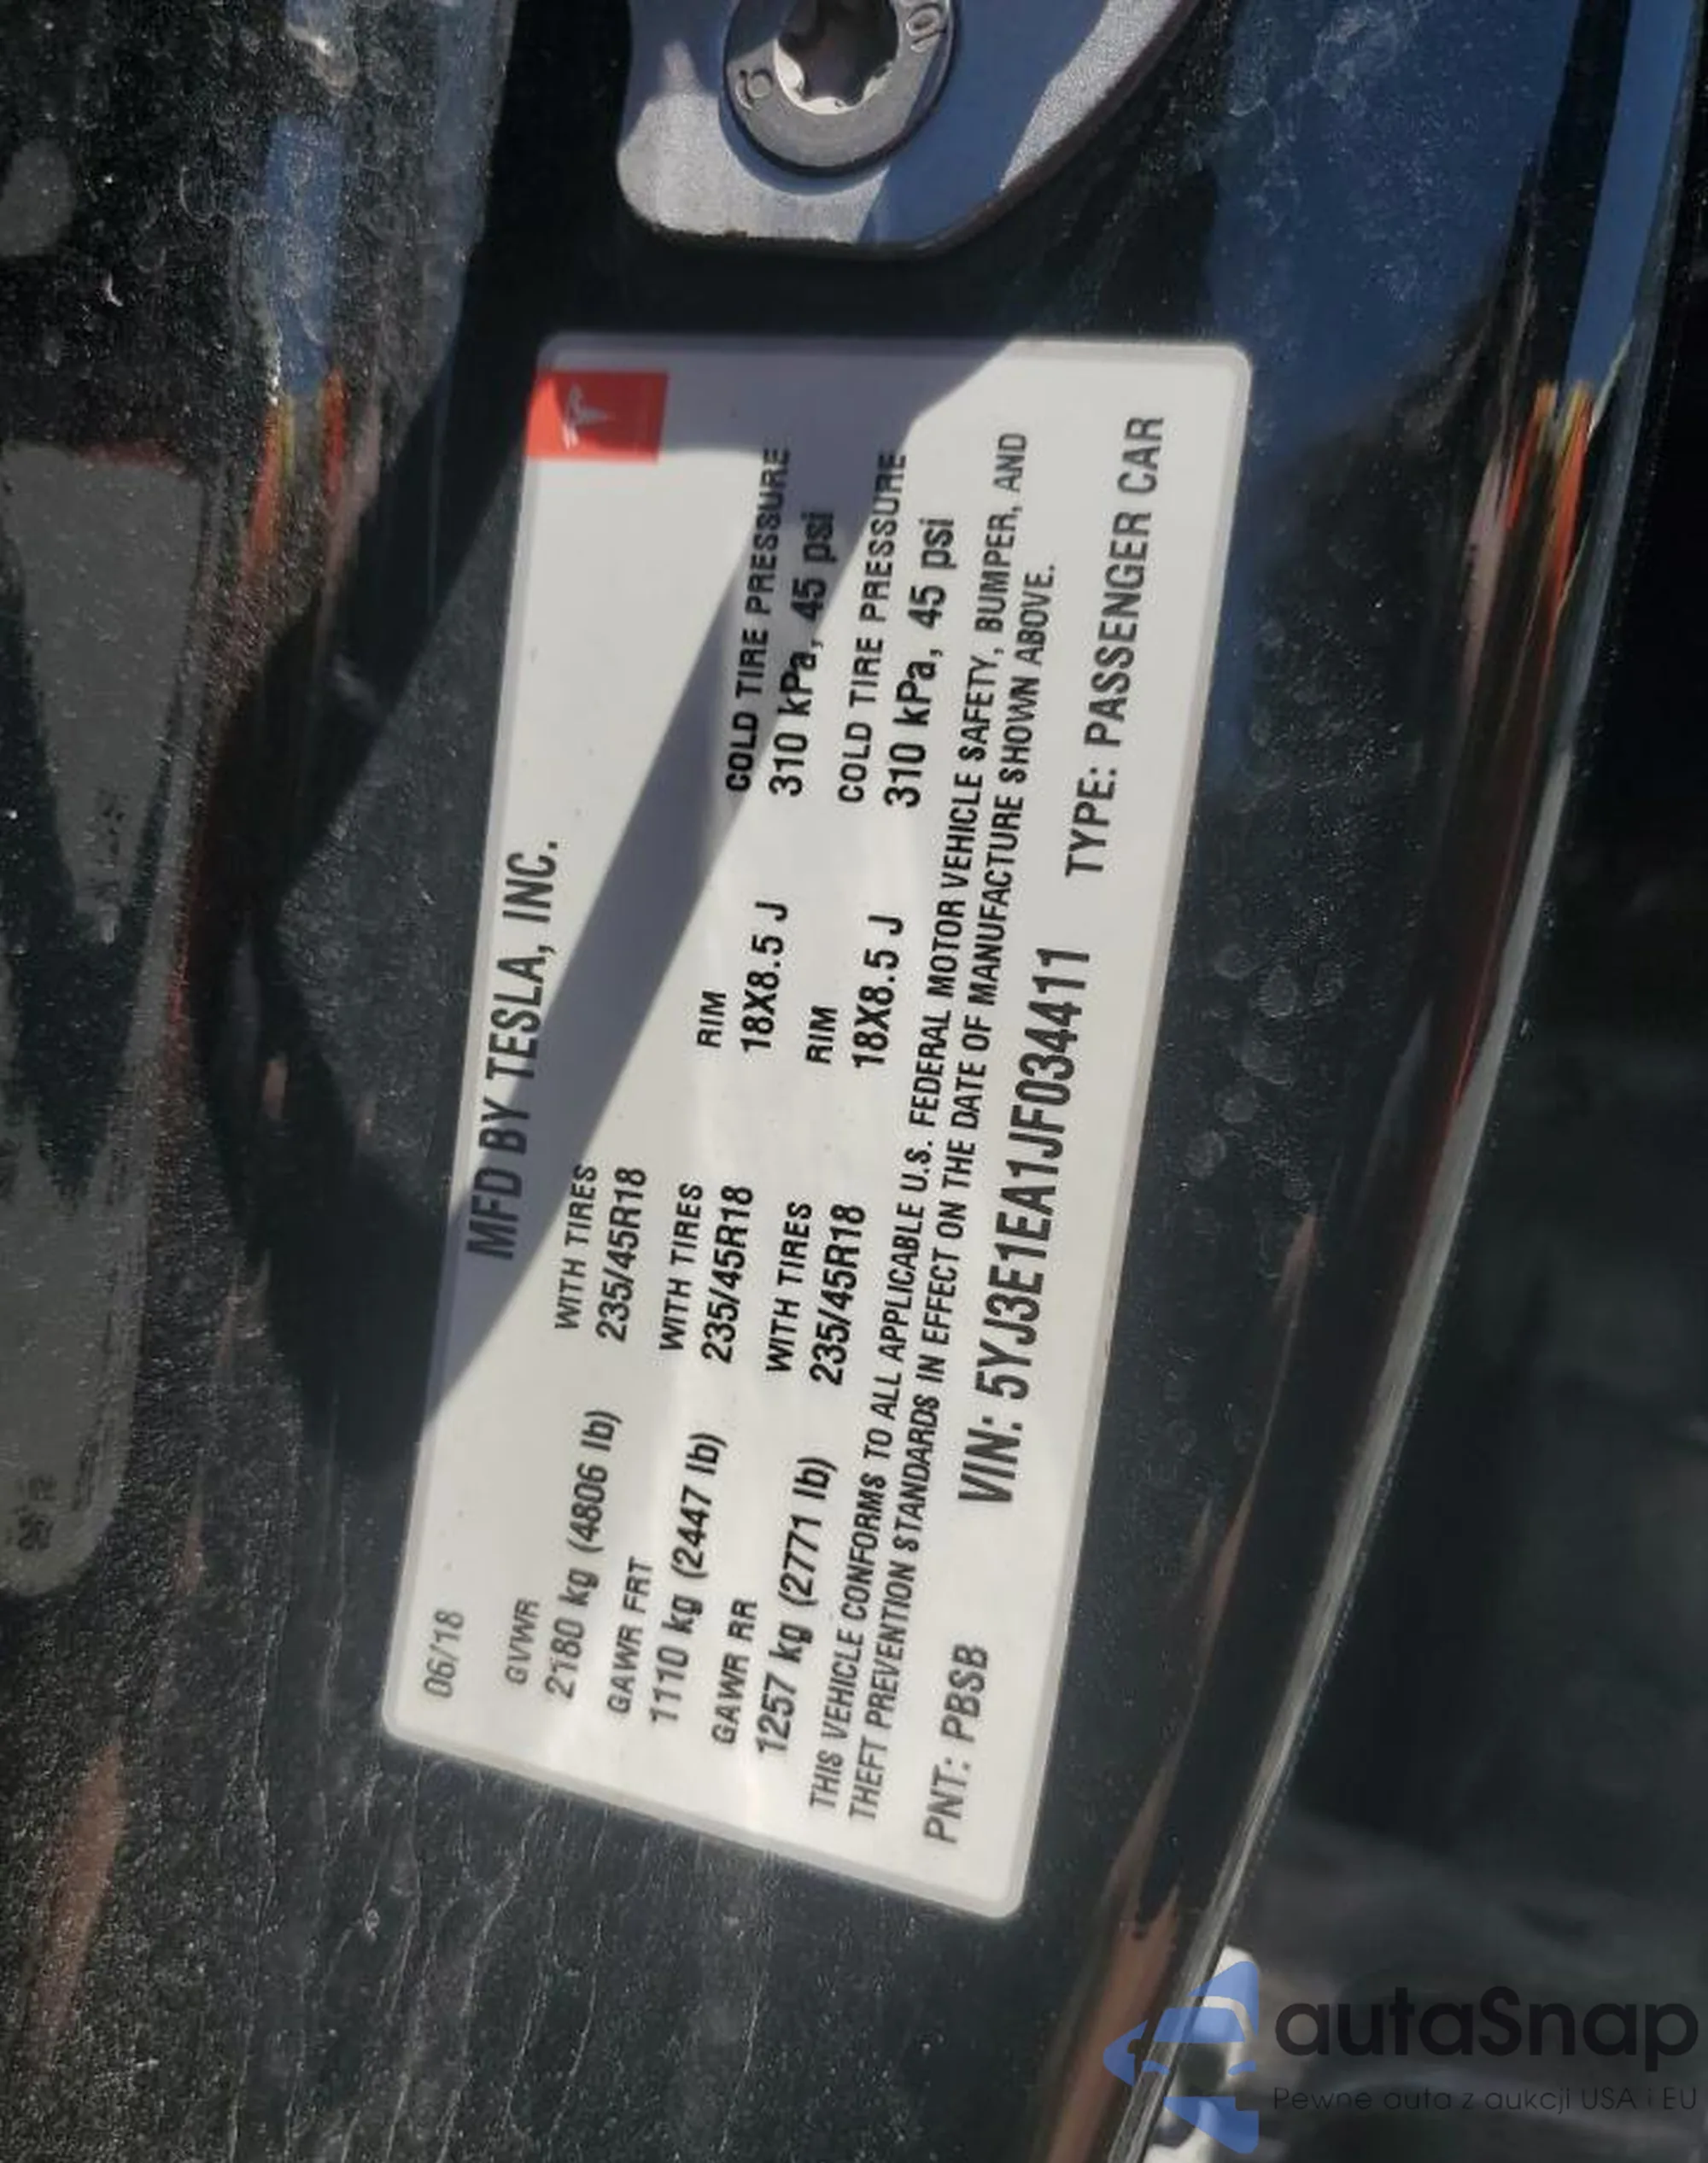 10
MFD BY TESLA, INC.
06/18
GVWR
2180 kg (4806 lb)
WITH TIRES
235/45R18
GAWR FRT
1110 kg (2447 lb)
WITH TIRES
235/45R18
RIM
18X8.5 J
COLD TIRE PRESSURE
310 kPa, 45 psi
GAWR RR
1257 kg (2771 lb)
WITH TIRES
235/45R18
RIM
18X8.5 J
COLD TIRE PRESSURE
310 kPa, 45 psi
THIS VEHICLE CONFORMS TO ALL APPLICABLE U.S. FEDERAL MOTOR VEHICLE SAFETY, BUMPER, AND
THEFT PREVENTION STANDARDS IN EFFECT ON THE DATE OF MANUFACTURE SHOWN ABOVE.
PNT: PBSB VIN: 5YJ3E1EA1JF034411 TYPE: PASSENGER CAR
autaSnap
Pewne auta z aukcji USA i EU